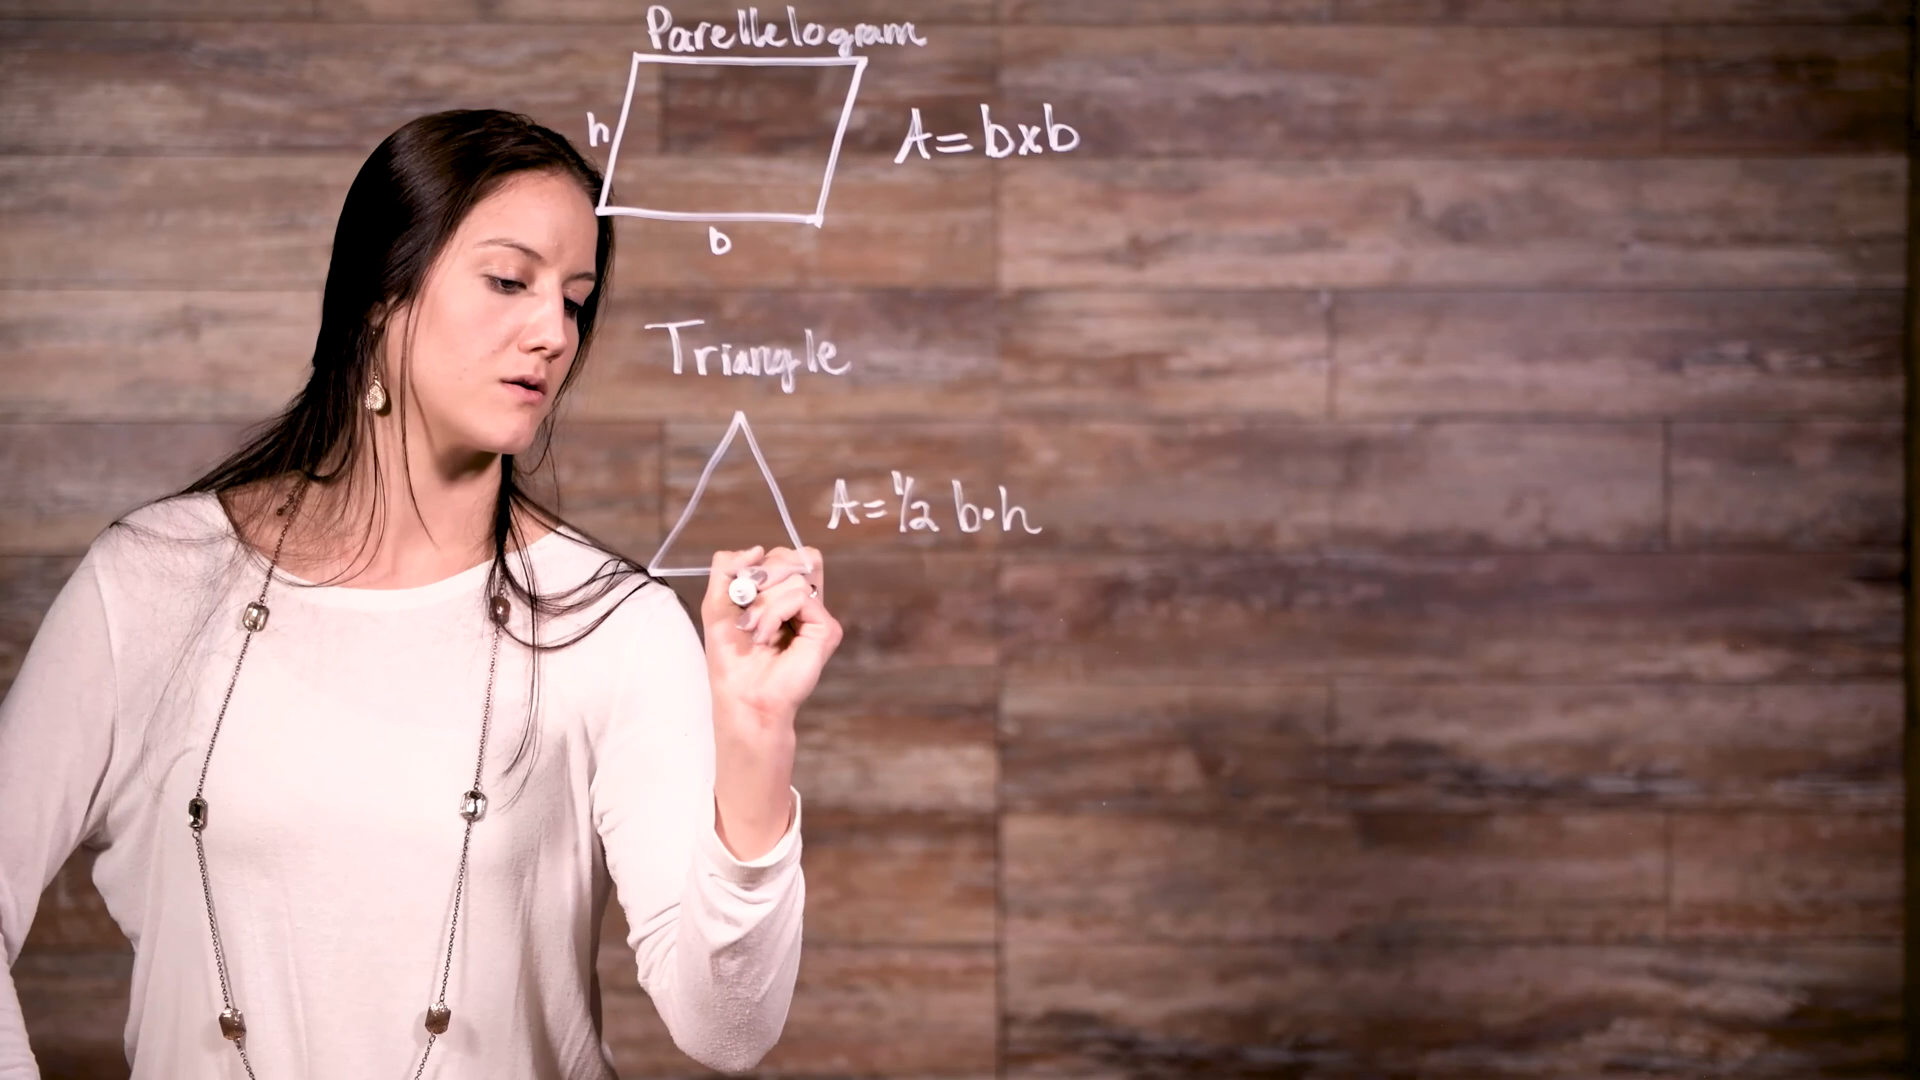 Parellelogram
h
A = bxb
b
Triangle
A = 1/2 b·h